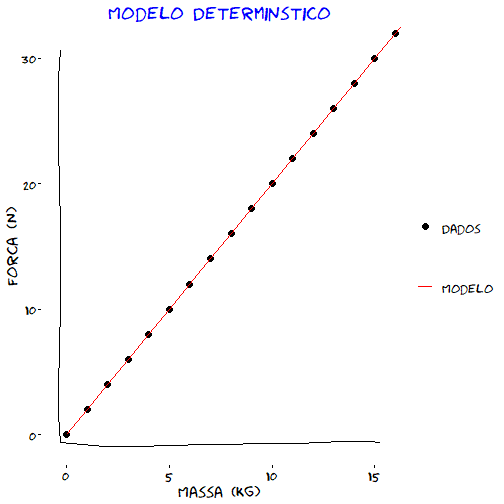 MODELO DETERMINSTICO
30
20
10
0
FORCA (N)
0 5 10 15
MASSA (KG)
DADOS
MODELO